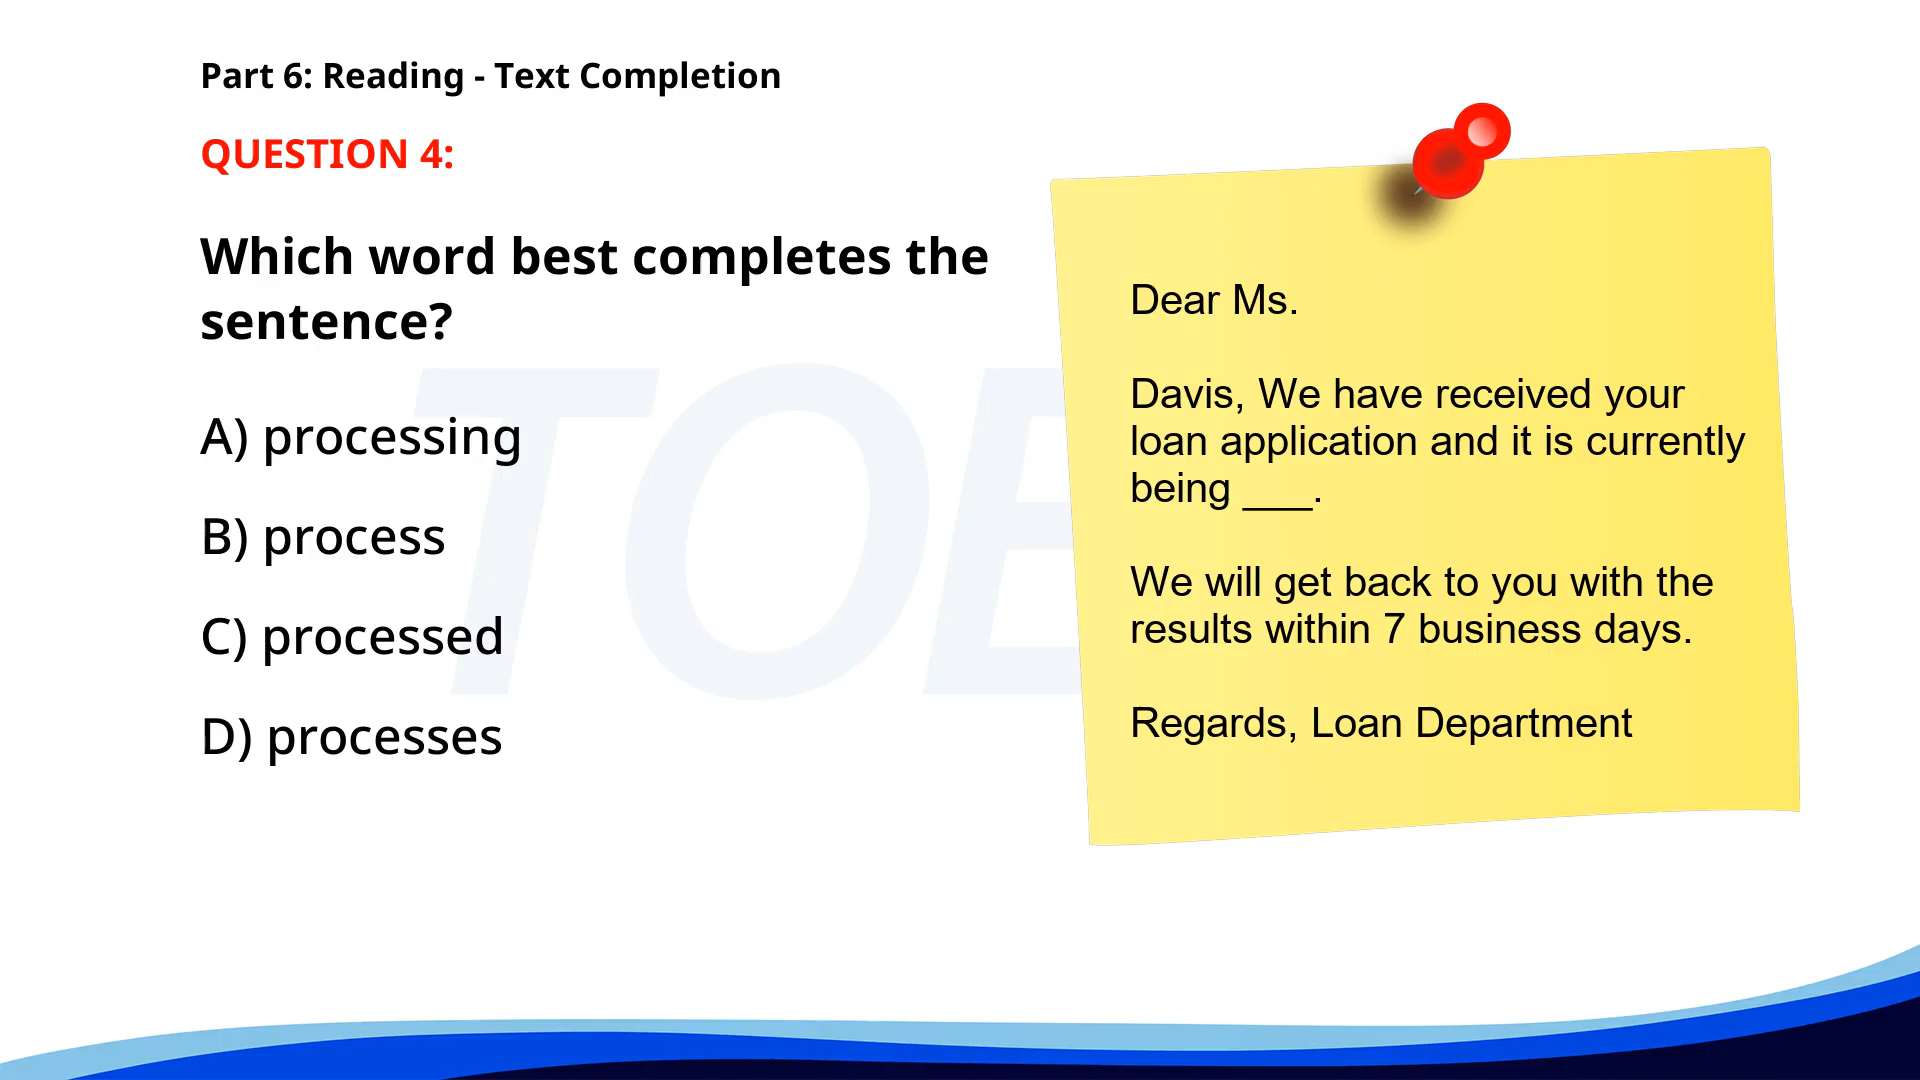 Part 6: Reading - Text Completion
QUESTION 4:
Which word best completes the
sentence?
A) processing
B) process
C) processed
D) processes
Dear Ms.
Davis, We have received your
loan application and it is currently
being ___.
We will get back to you with the
results within 7 business days.
Regards, Loan Department
TOE